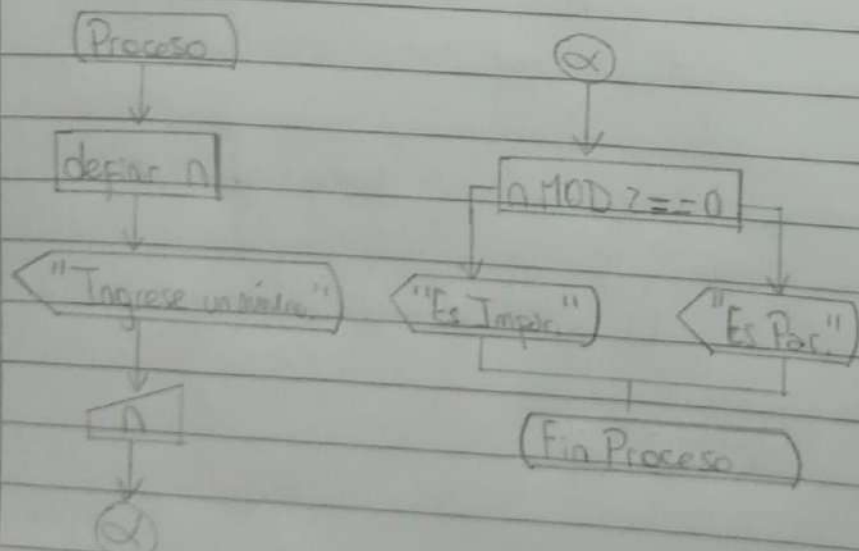 Proceso
definir n
"Ingrese un número."
n
α
α
n MOD 2 == 0
"Es Impar."
"Es Par."
Fin Proceso